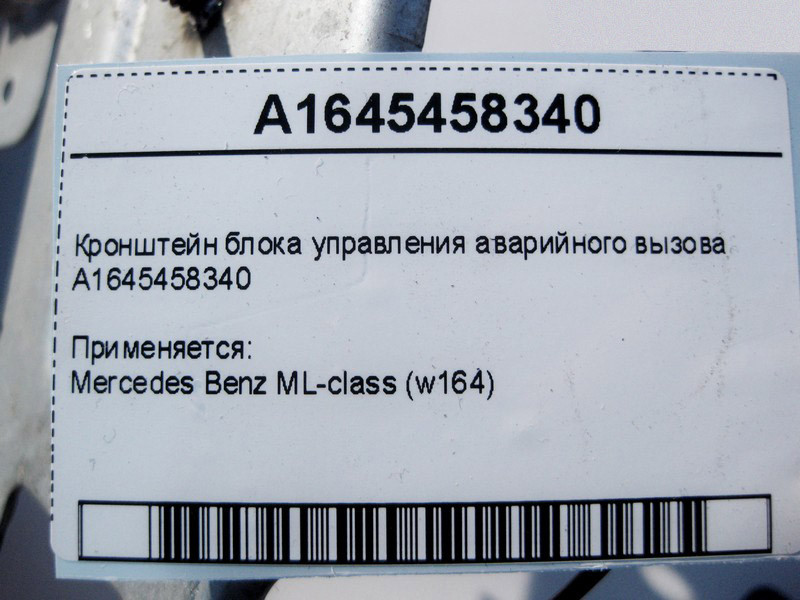 A1645458340
Кронштейн блока управления аварийного вызова
A1645458340
Применяется:
Mercedes Benz ML-class (w164)